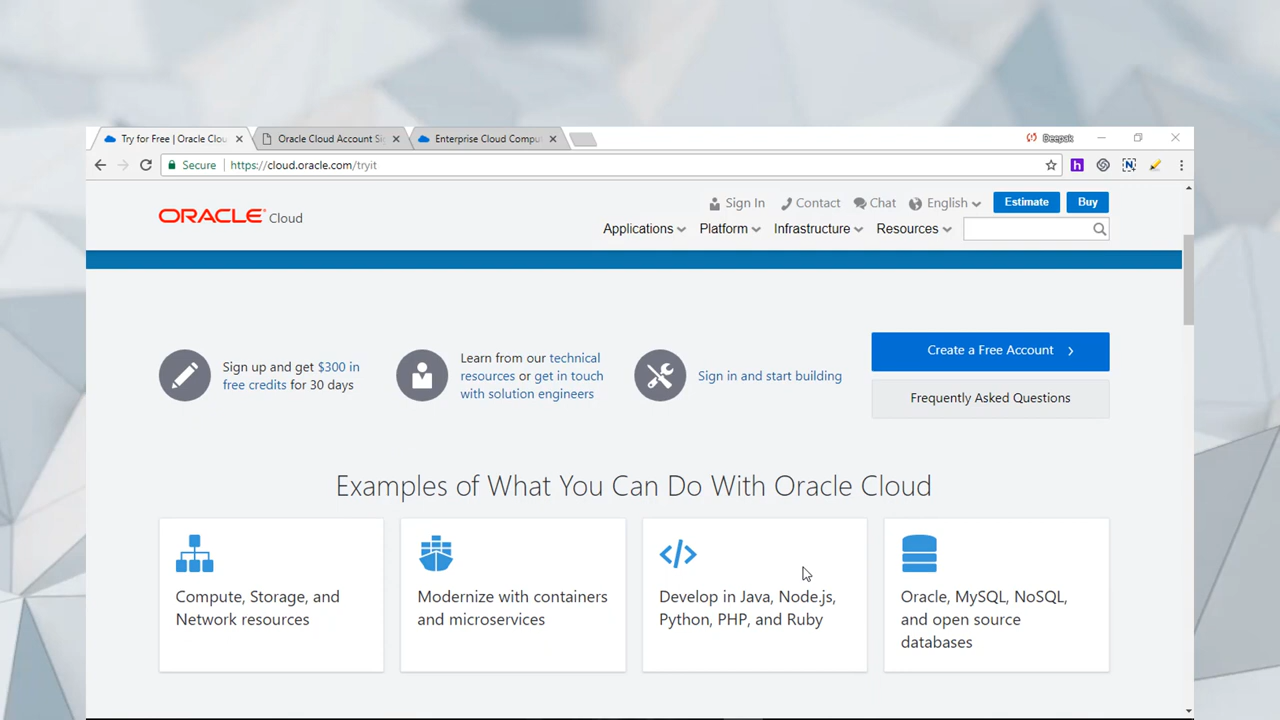 Try for Free | Oracle Clou
Oracle Cloud Account Si
Enterprise Cloud Compu
Deepak
Secure
https://cloud.oracle.com/tryit
Sign In
Contact
Chat
English
Estimate
Buy
ORACLE Cloud
Applications
Platform
Infrastructure
Resources
Sign up and get $300 in
free credits for 30 days
Learn from our technical
resources or get in touch
with solution engineers
Sign in and start building
Create a Free Account
Frequently Asked Questions
Examples of What You Can Do With Oracle Cloud
Compute, Storage, and
Network resources
Modernize with containers
and microservices
Develop in Java, Node.js,
Python, PHP, and Ruby
Oracle, MySQL, NoSQL,
and open source
databases